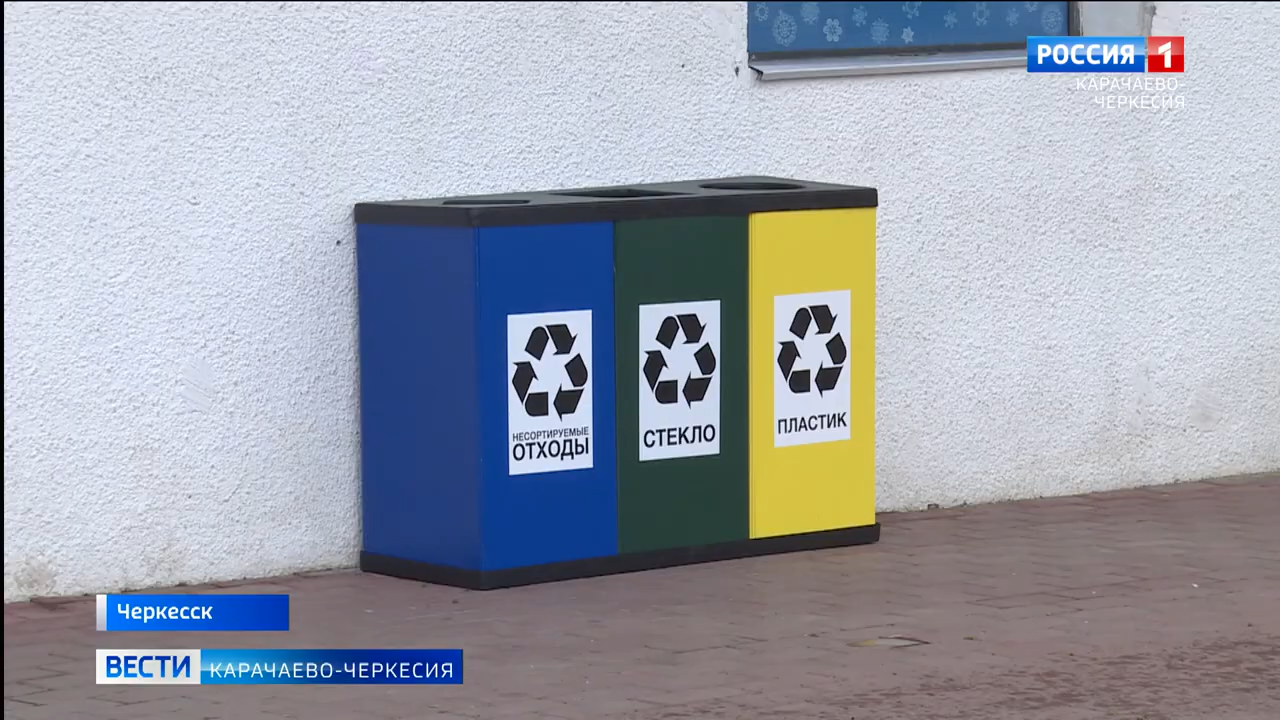 РОССИЯ 1
КАРАЧАЕВО-
ЧЕРКЕСИЯ
НЕСОРТИРУЕМЫЕ
ОТХОДЫ
СТЕКЛО
ПЛАСТИК
Черкесск
ВЕСТИ КАРАЧАЕВО-ЧЕРКЕСИЯ